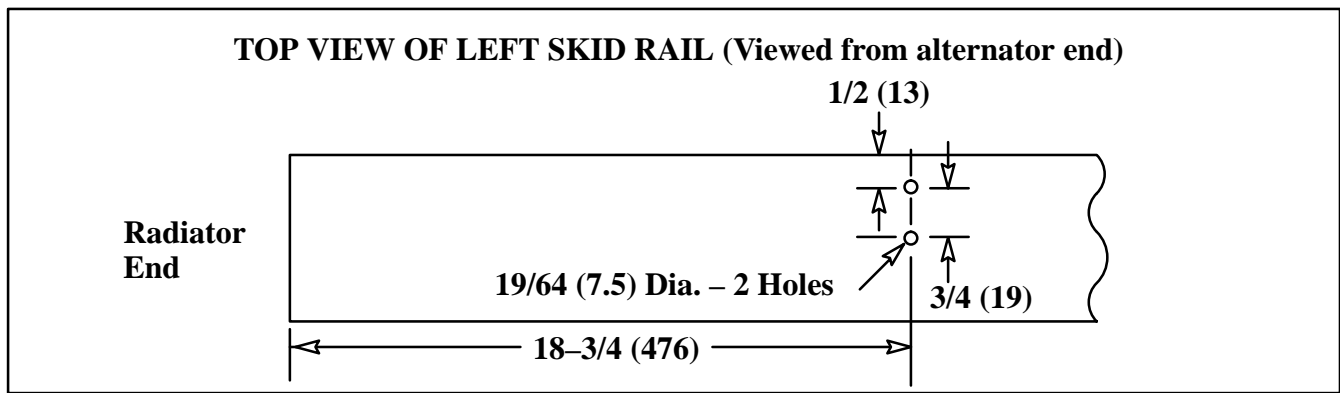 TOP VIEW OF LEFT SKID RAIL (Viewed from alternator end)
1/2 (13)
Radiator
End
19/64 (7.5) Dia. – 2 Holes
3/4 (19)
18–3/4 (476)